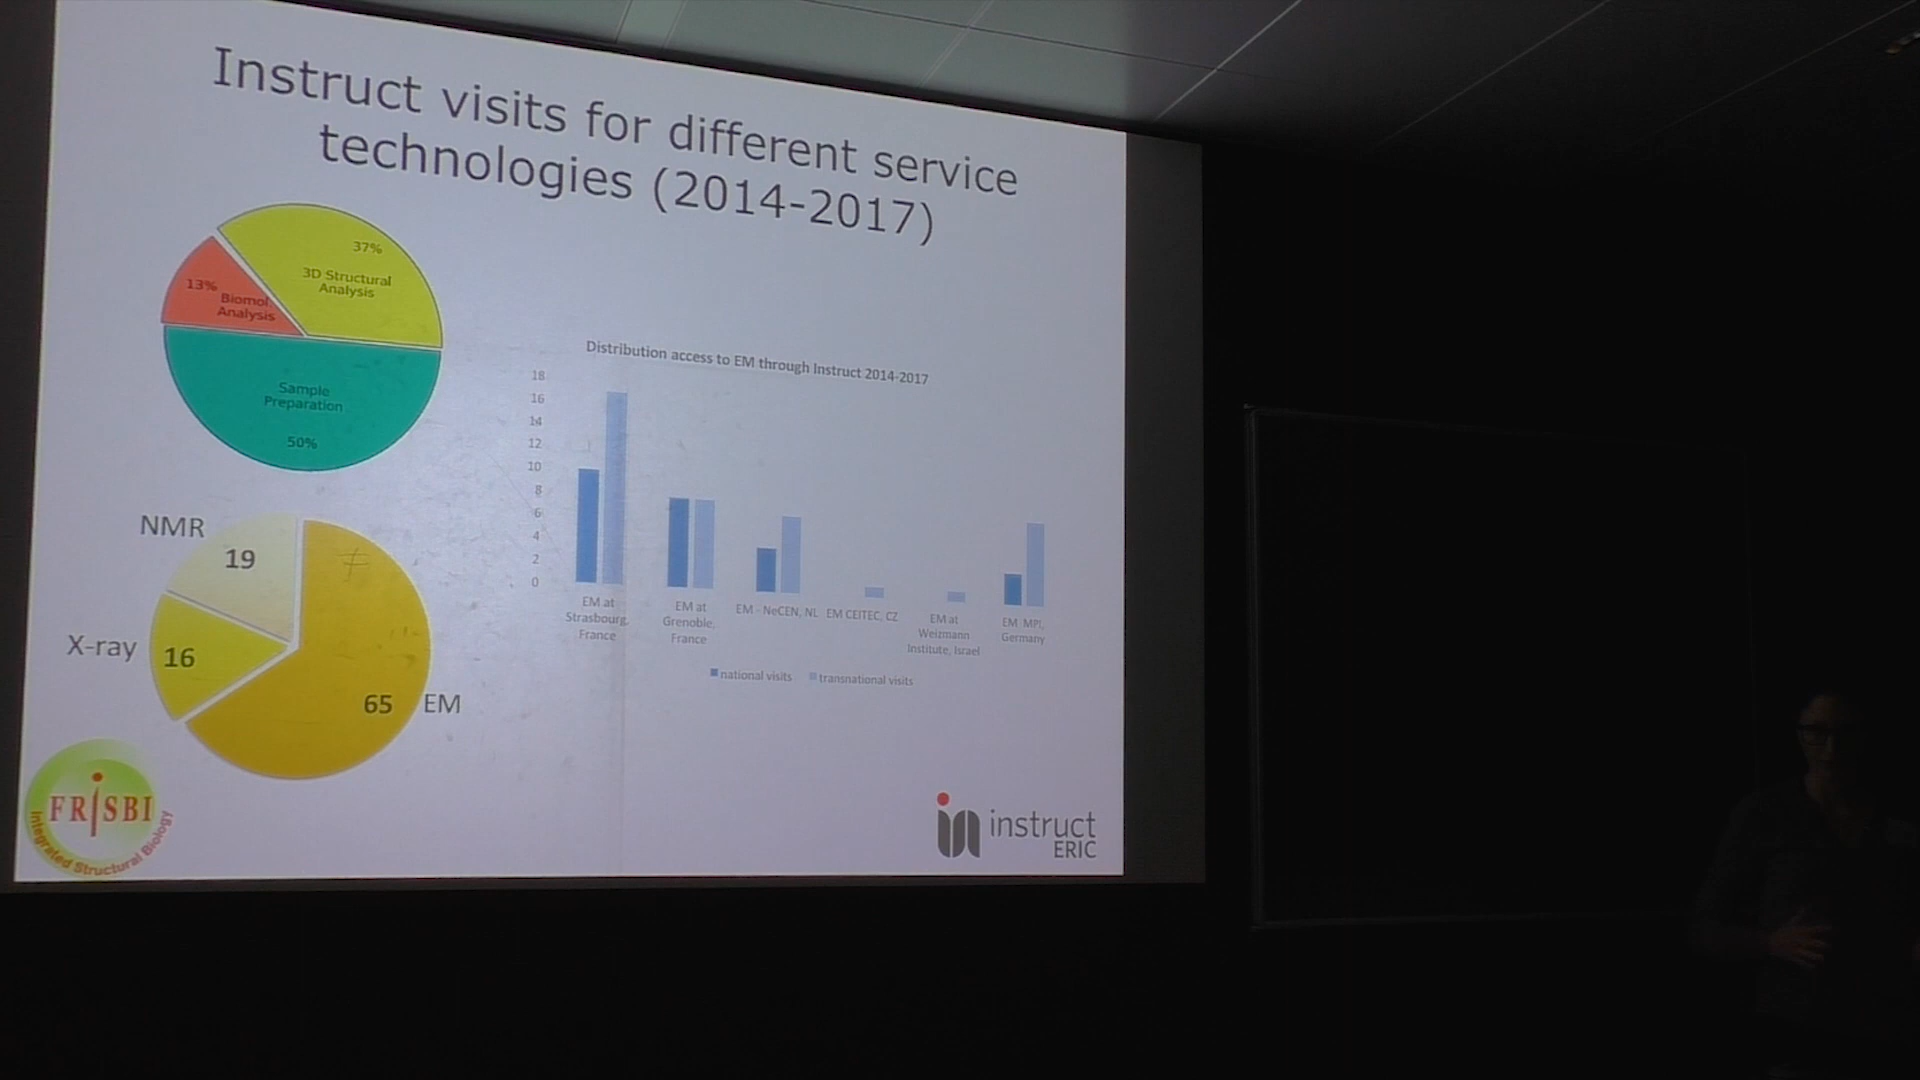 Instruct visits for different service
technologies (2014-2017)
37%
3D Structural
Analysis
13%
Biomol.
Analysis
Sample
Preparation
50%
NMR
19
X-ray
16
65
EM
Distribution access to EM through Instruct 2014-2017
18
16
14
12
10
8
6
4
2
0
EM at
Strasbourg,
France
EM at
Grenoble,
France
EM - NeCEN, NL
EM CEITEC, CZ
EM at
Weizmann
Institute, Israel
EM MPI,
Germany
national visits
transnational visits
FRiSBI
Integrated Structural Biology
instruct
ERIC